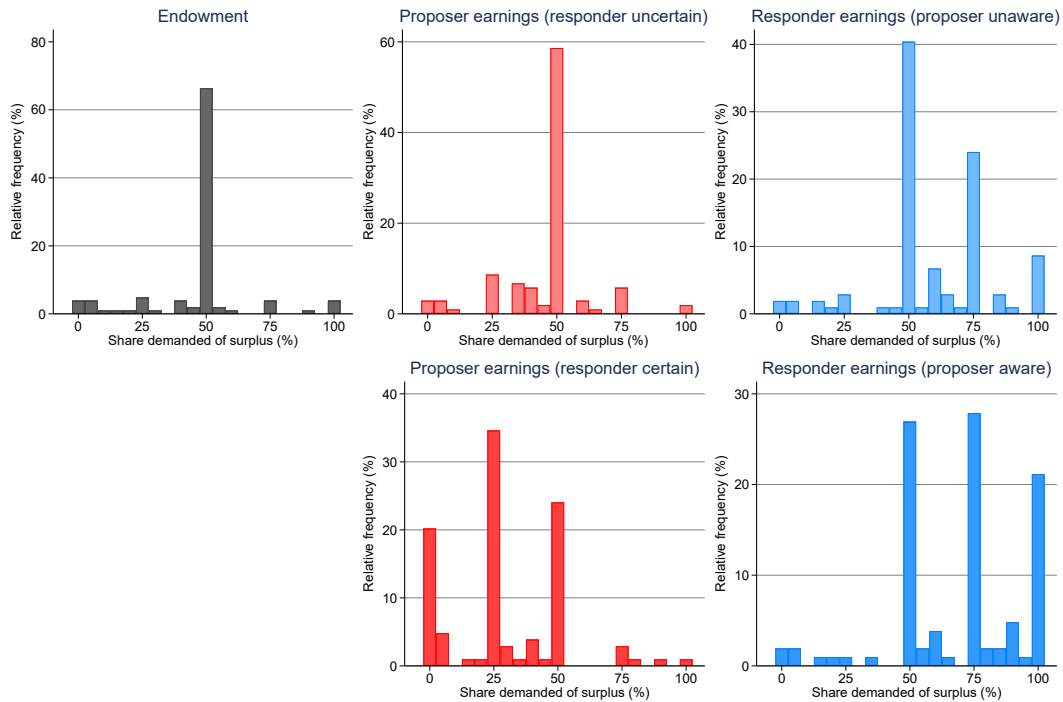 Endowment
Relative frequency (%)
80
60
40
20
0
0 25 50 75 100
Share demanded of surplus (%)
Proposer earnings (responder uncertain)
Relative frequency (%)
60
40
20
0
0 25 50 75 100
Share demanded of surplus (%)
Responder earnings (proposer unaware)
Relative frequency (%)
40
30
20
10
0
0 25 50 75 100
Share demanded of surplus (%)
Proposer earnings (responder certain)
Relative frequency (%)
40
30
20
10
0
0 25 50 75 100
Share demanded of surplus (%)
Responder earnings (proposer aware)
Relative frequency (%)
30
20
10
0
0 25 50 75 100
Share demanded of surplus (%)